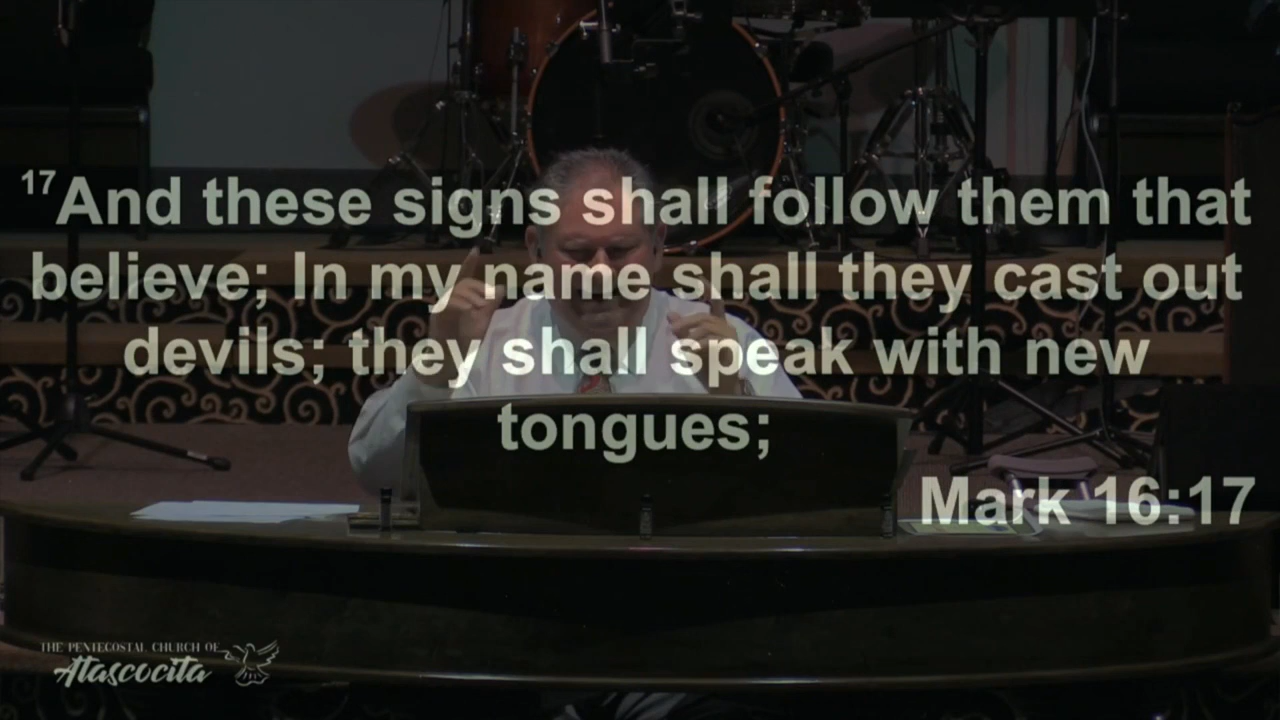 17And these signs shall follow them that
believe; In my name shall they cast out
devils; they shall speak with new
tongues;
Mark 16:17
THE PENTECOSTAL CHURCH OF
Atascocita